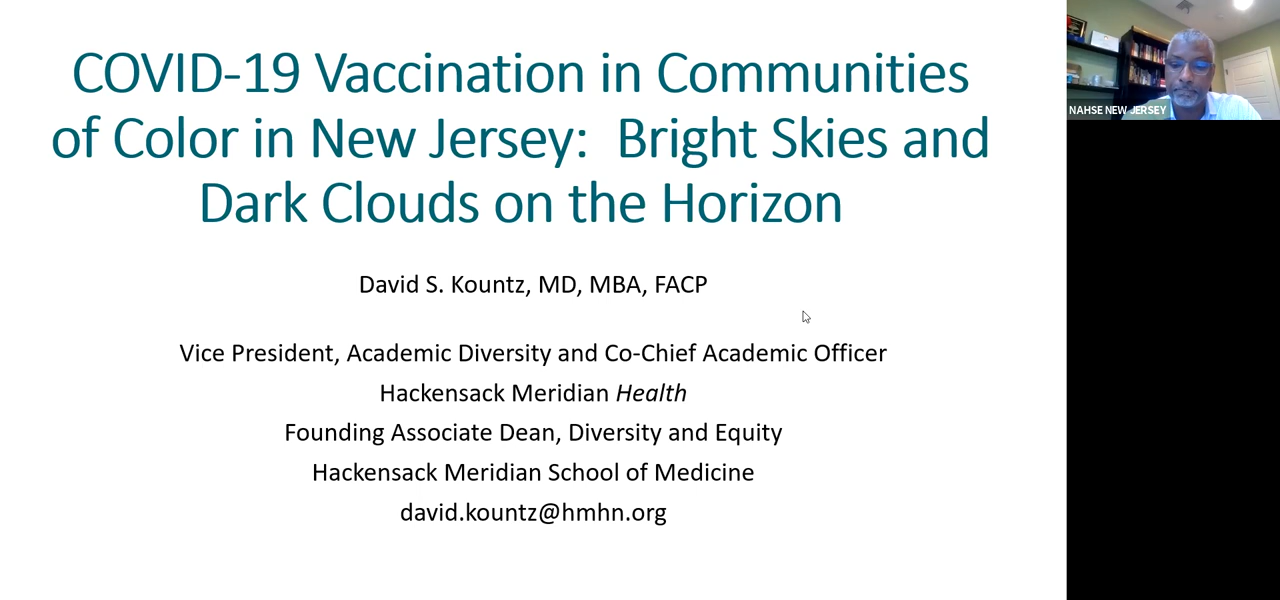 COVID-19 Vaccination in Communities
of Color in New Jersey:  Bright Skies and
Dark Clouds on the Horizon
David S. Kountz, MD, MBA, FACP
Vice President, Academic Diversity and Co-Chief Academic Officer
Hackensack Meridian Health
Founding Associate Dean, Diversity and Equity
Hackensack Meridian School of Medicine
david.kountz@hmhn.org
NAHSE NEW JERSEY